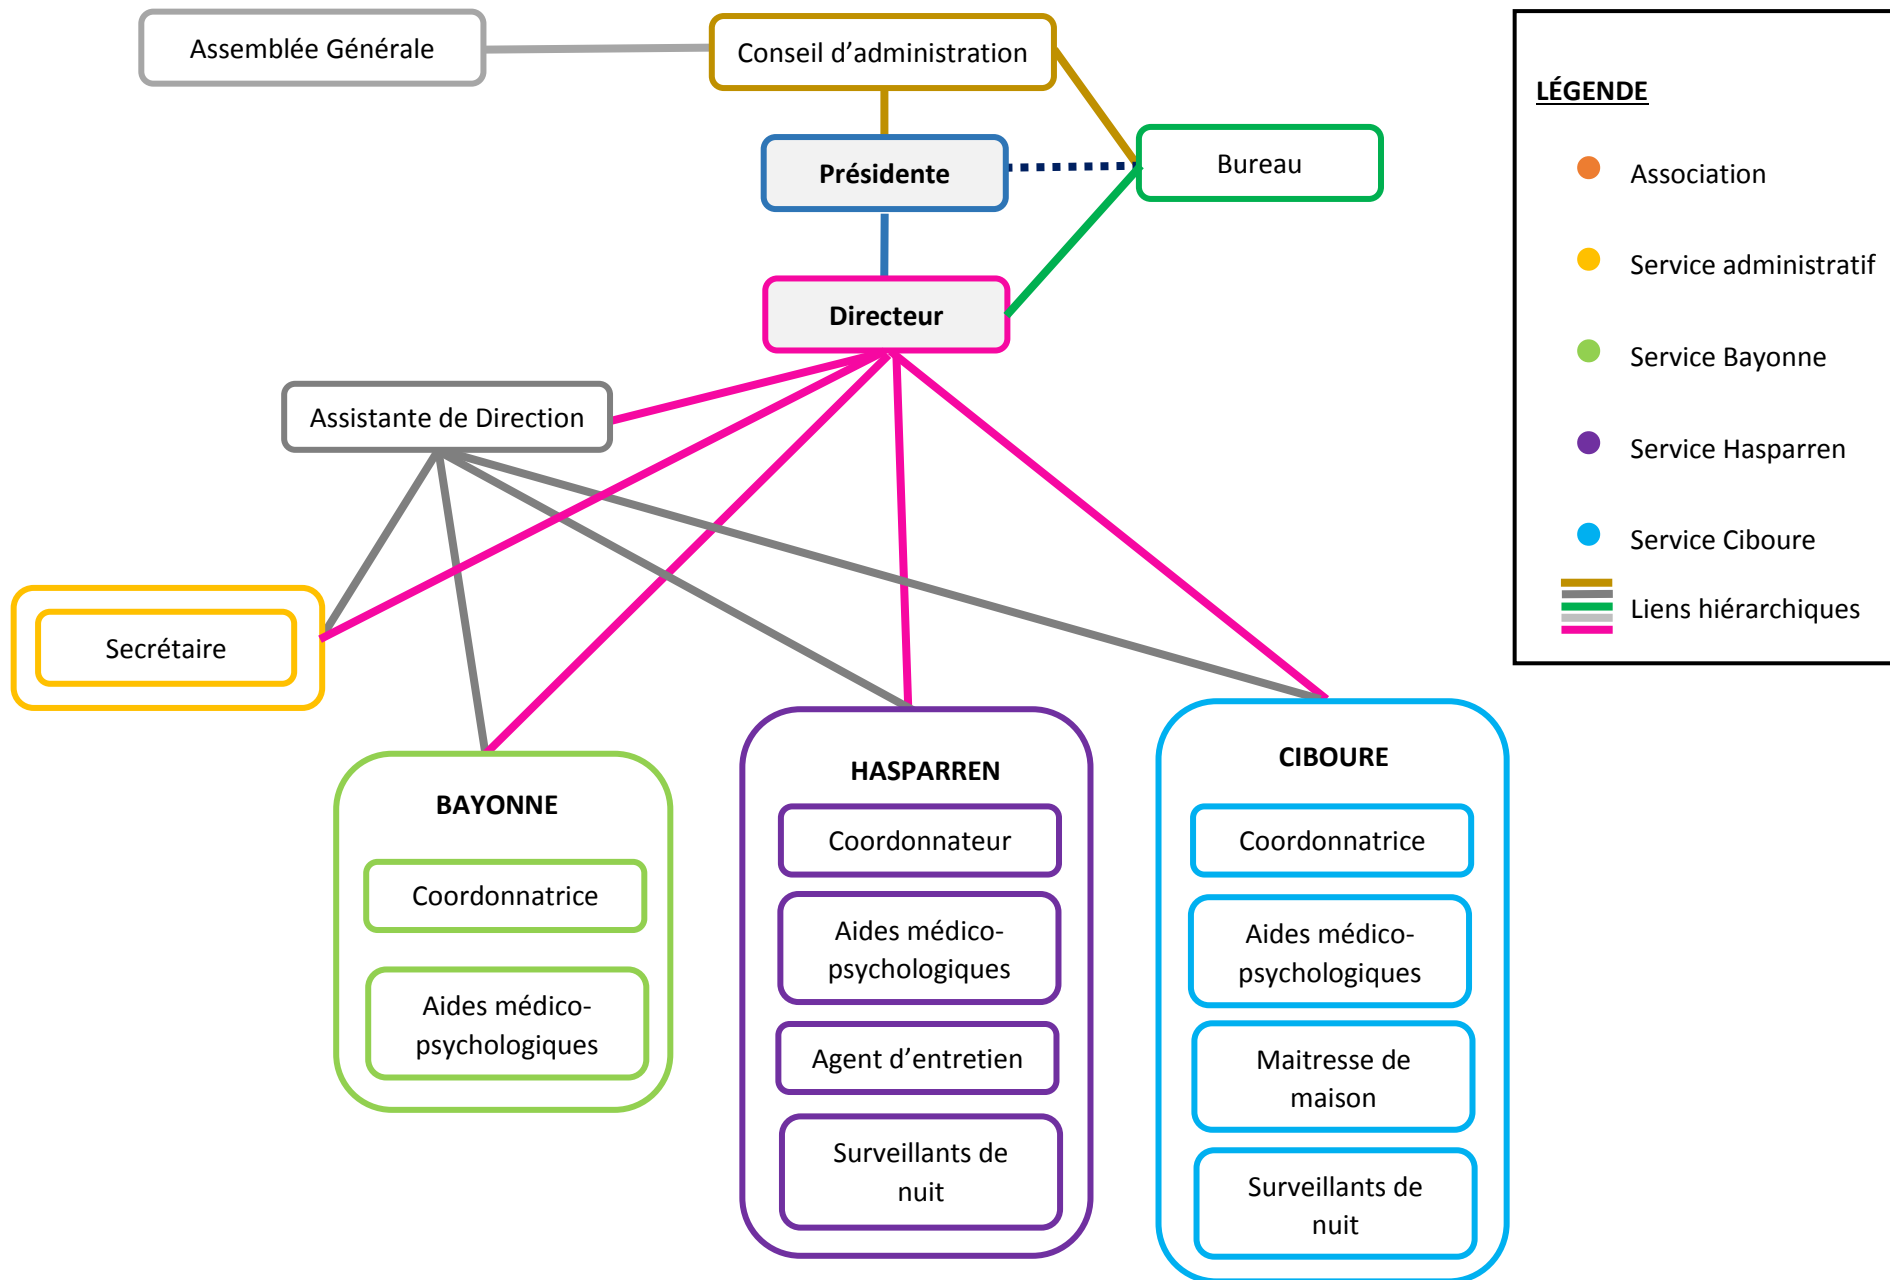 Assemblée Générale
Conseil d’administration
Présidente
Bureau
Directeur
Assistante de Direction
Secrétaire
BAYONNE
Coordonnatrice
Aides médico-
psychologiques
HASPARREN
Coordonnateur
Aides médico-
psychologiques
Agent d’entretien
Surveillants de
nuit
CIBOURE
Coordonnatrice
Aides médico-
psychologiques
Maitresse de
maison
Surveillants de
nuit
LÉGENDE
Association
Service administratif
Service Bayonne
Service Hasparren
Service Ciboure
Liens hiérarchiques